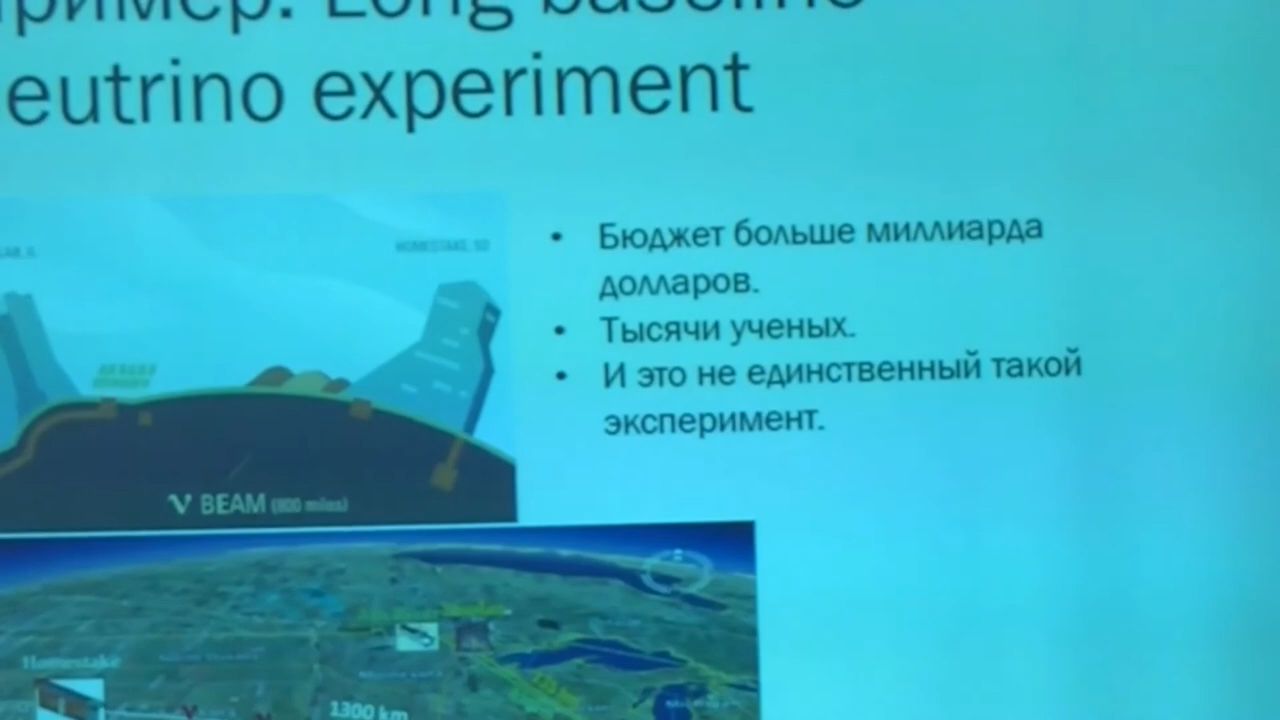 пример: Long baseline
eutrino experiment
HOMESTAKE, SD
• Бюджет больше миллиарда
долларов.
• Тысячи ученых.
• И это не единственный такой
эксперимент.
ν BEAM (800 miles)
Homestake
1300 km